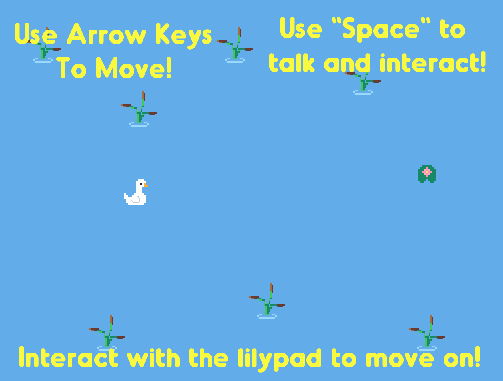 Use Arrow Keys
To Move!
Use "Space" to
talk and interact!
Interact with the lilypad to move on!